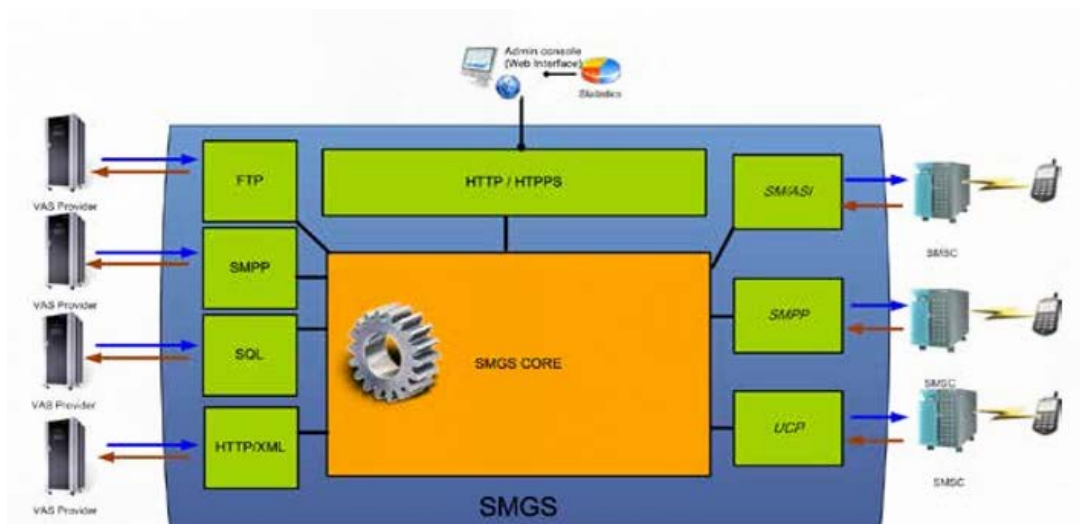 Admin console
(Web Interface)
Statistics
VAS Provider
VAS Provider
VAS Provider
VAS Provider
FTP
SMPP
SQL
HTTP/XML
HTTP / HTPPS
SMGS CORE
SMGS
SM/ASI
SMPP
UCP
SMSC
SMSC
SMSC